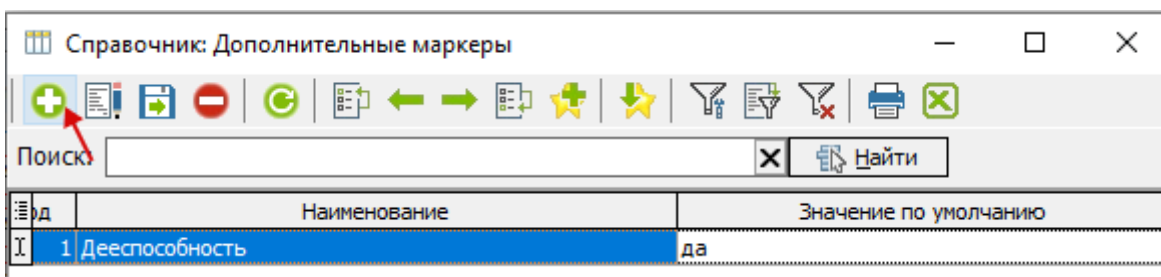 Справочник: Дополнительные маркеры
Поиск:
Найти
од Наименование Значение по умолчанию
1 Дееспособность да